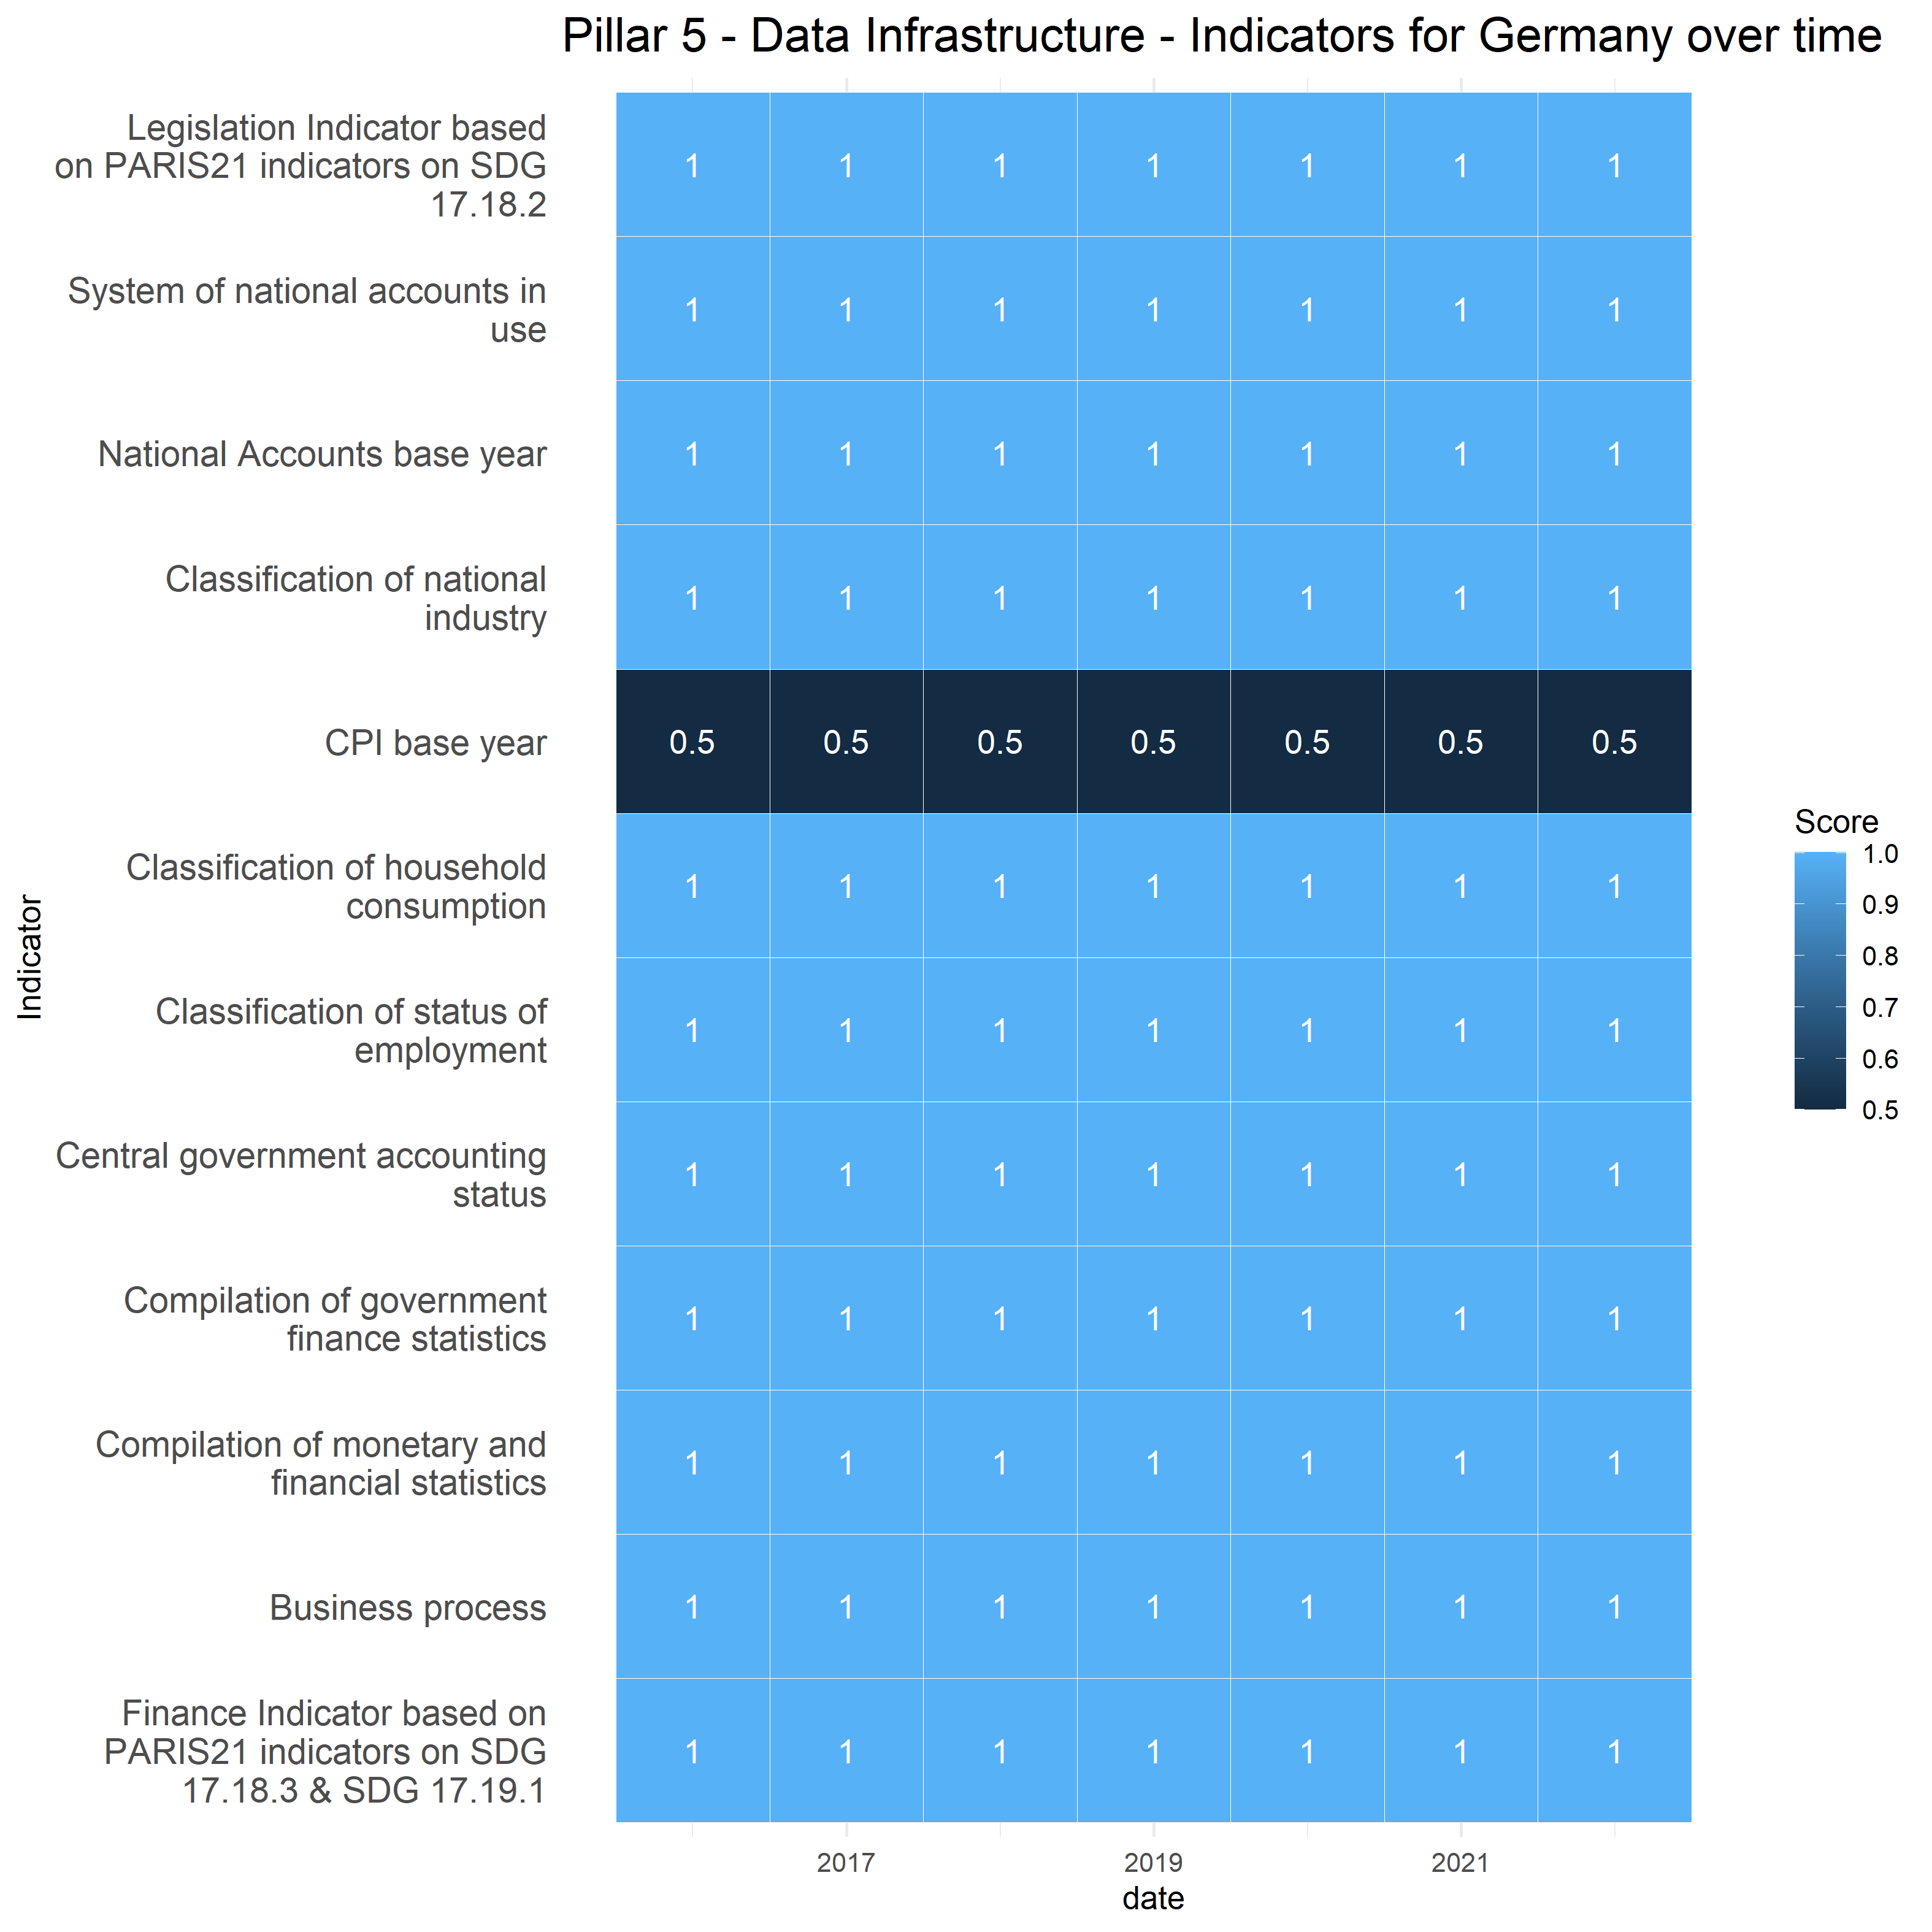 Pillar 5 - Data Infrastructure - Indicators for Germany over time
Legislation Indicator based
on PARIS21 indicators on SDG
17.18.2
1 1 1 1 1 1 1
System of national accounts in
use
1 1 1 1 1 1 1
National Accounts base year
1 1 1 1 1 1 1
Classification of national
industry
1 1 1 1 1 1 1
CPI base year
0.5 0.5 0.5 0.5 0.5 0.5 0.5
Classification of household
consumption
1 1 1 1 1 1 1
Classification of status of
employment
1 1 1 1 1 1 1
Central government accounting
status
1 1 1 1 1 1 1
Compilation of government
finance statistics
1 1 1 1 1 1 1
Compilation of monetary and
financial statistics
1 1 1 1 1 1 1
Business process
1 1 1 1 1 1 1
Finance Indicator based on
PARIS21 indicators on SDG
17.18.3 & SDG 17.19.1
1 1 1 1 1 1 1
Indicator
2017 2019 2021
date
Score
1.0
0.9
0.8
0.7
0.6
0.5